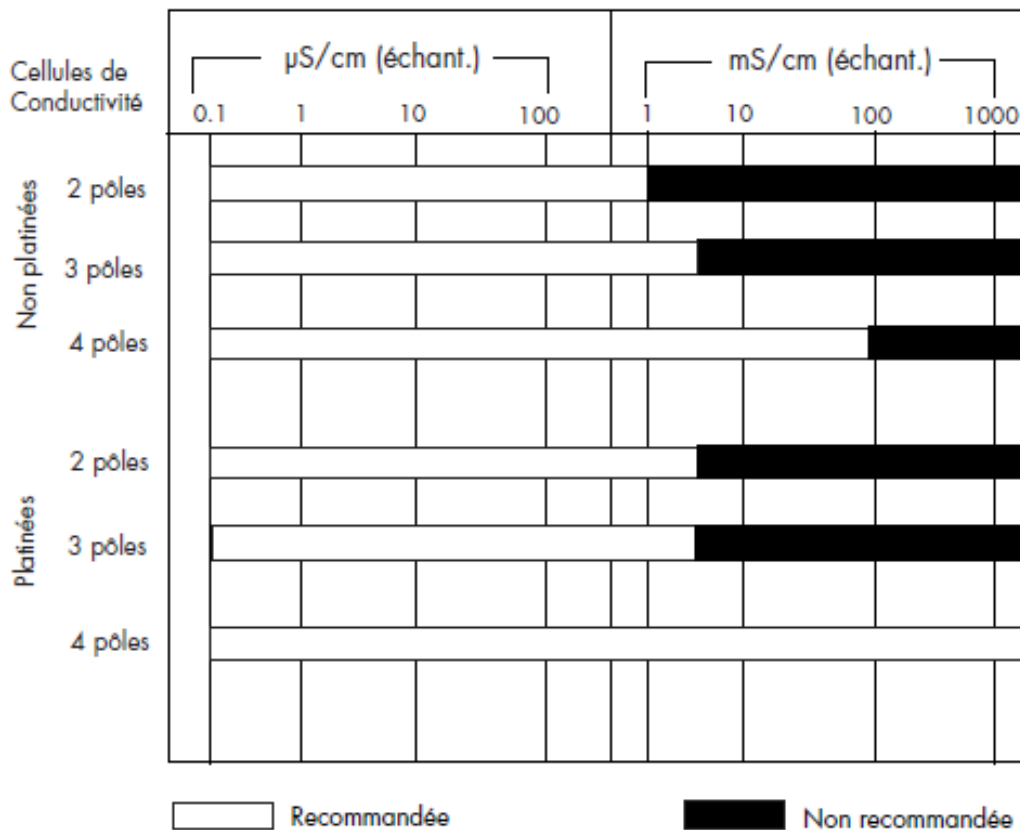 µS/cm (échant.)
mS/cm (échant.)
Cellules de
Conductivité
0.1 1 10 100 1 10 100 1000
Non platinées
2 pôles
3 pôles
4 pôles
Platinées
2 pôles
3 pôles
4 pôles
Recommandée
Non recommandée